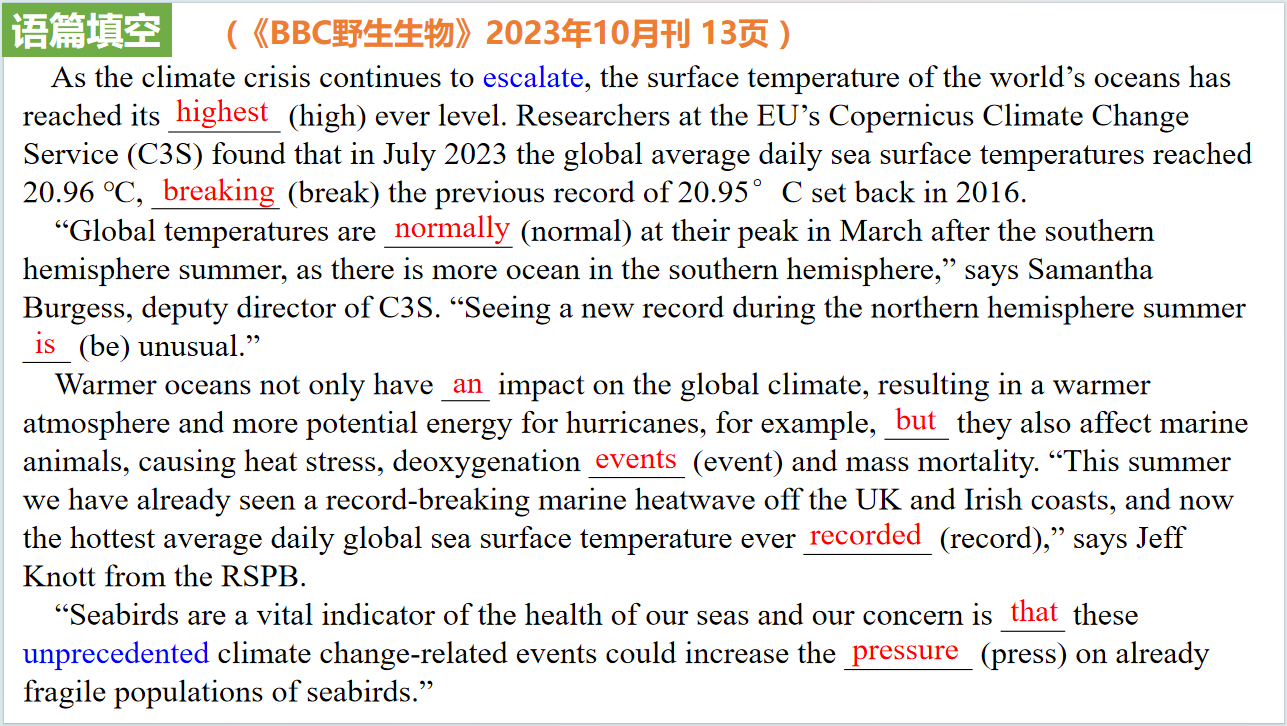 语篇填空 (《BBC野生生物》2023年10月刊 13页 )
As the climate crisis continues to escalate, the surface temperature of the world’s oceans has
reached its highest (high) ever level. Researchers at the EU’s Copernicus Climate Change
Service (C3S) found that in July 2023 the global average daily sea surface temperatures reached
20.96 ℃, breaking (break) the previous record of 20.95° C set back in 2016.
“Global temperatures are normally (normal) at their peak in March after the southern
hemisphere summer, as there is more ocean in the southern hemisphere,” says Samantha
Burgess, deputy director of C3S. “Seeing a new record during the northern hemisphere summer
is (be) unusual.”
Warmer oceans not only have an impact on the global climate, resulting in a warmer
atmosphere and more potential energy for hurricanes, for example, but they also affect marine
animals, causing heat stress, deoxygenation events (event) and mass mortality. “This summer
we have already seen a record-breaking marine heatwave off the UK and Irish coasts, and now
the hottest average daily global sea surface temperature ever recorded (record),” says Jeff
Knott from the RSPB.
“Seabirds are a vital indicator of the health of our seas and our concern is that these
unprecedented climate change-related events could increase the pressure (press) on already
fragile populations of seabirds.”